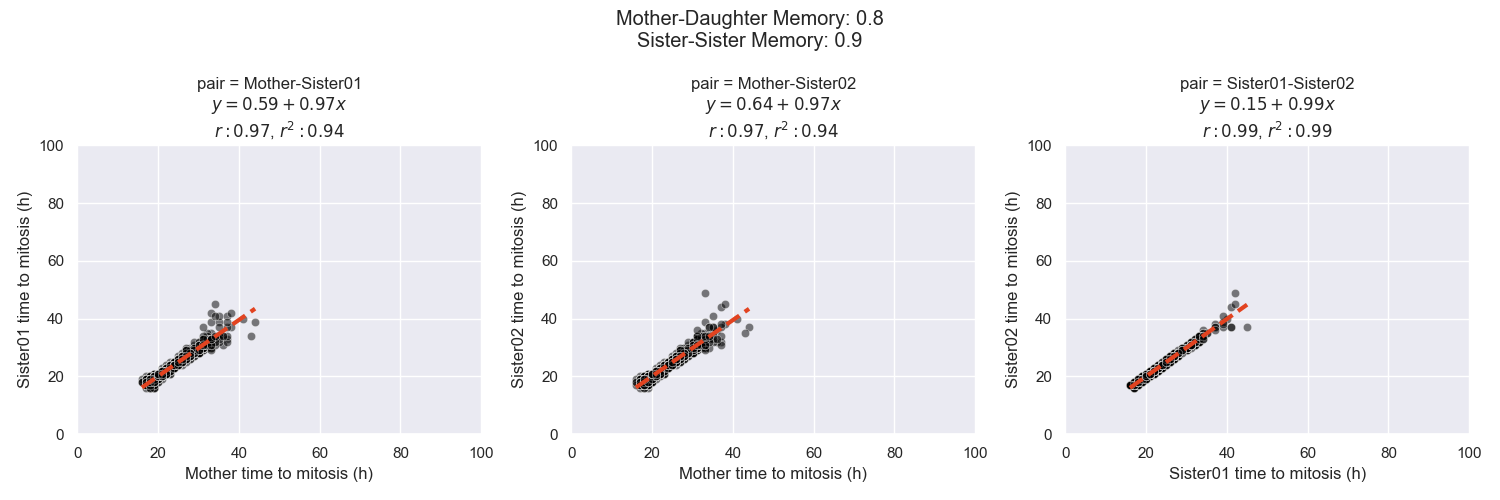 Mother-Daughter Memory: 0.8
Sister-Sister Memory: 0.9
pair = Mother-Sister01
y = 0.59 + 0.97x
r : 0.97, r² : 0.94
100
80
60
40
20
0
Sister01 time to mitosis (h)
0 20 40 60 80 100
Mother time to mitosis (h)
pair = Mother-Sister02
y = 0.64 + 0.97x
r : 0.97, r² : 0.94
100
80
60
40
20
0
Sister02 time to mitosis (h)
0 20 40 60 80 100
Mother time to mitosis (h)
pair = Sister01-Sister02
y = 0.15 + 0.99x
r : 0.99, r² : 0.99
100
80
60
40
20
0
Sister02 time to mitosis (h)
0 20 40 60 80 100
Sister01 time to mitosis (h)